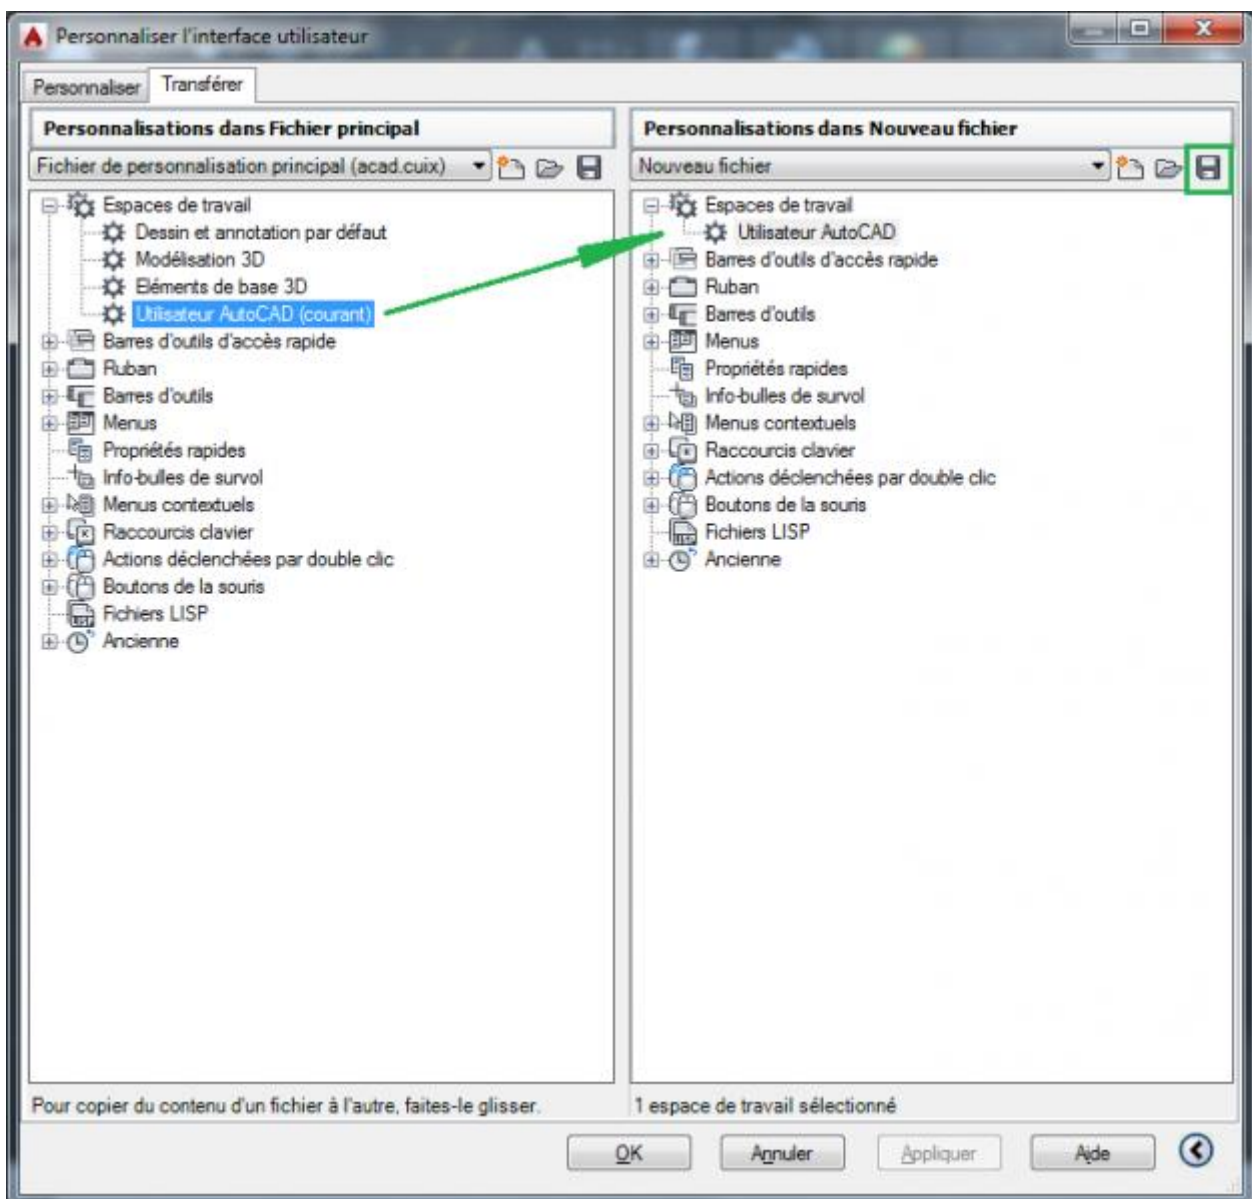 Personnaliser l'interface utilisateur
Personnaliser Transférer
Personnalisations dans Fichier principal
Fichier de personnalisation principal (acad.cuix)
Espaces de travail
Dessin et annotation par défaut
Modélisation 3D
Eléments de base 3D
Utilisateur AutoCAD (courant)
Barres d'outils d'accès rapide
Ruban
Barres d'outils
Menus
Propriétés rapides
Info-bulles de survol
Menus contextuels
Raccourcis clavier
Actions déclenchées par double clic
Boutons de la souris
Fichiers LISP
Ancienne
Pour copier du contenu d'un fichier à l'autre, faites-le glisser.
Personnalisations dans Nouveau fichier
Nouveau fichier
Espaces de travail
Utilisateur AutoCAD
Barres d'outils d'accès rapide
Ruban
Barres d'outils
Menus
Propriétés rapides
Info-bulles de survol
Menus contextuels
Raccourcis clavier
Actions déclenchées par double clic
Boutons de la souris
Fichiers LISP
Ancienne
1 espace de travail sélectionné
OK Annuler Appliquer Aide